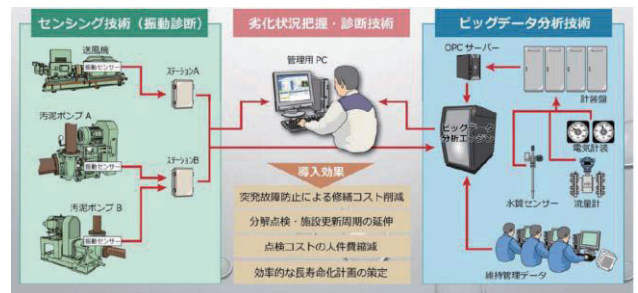 センシング技術（振動診断）
送風機
振動センサー
ステーションA
汚泥ポンプ A
振動センサー
ステーションB
汚泥ポンプ B
振動センサー
劣化状況把握・診断技術
管理用 PC
導入効果
突発故障防止による修繕コスト削減
分解点検・施設更新周期の延伸
点検コストの人件費縮減
効率的な長寿命化計画の策定
ビッグデータ分析技術
OPC サーバー
計装盤
ビッグデータ
分析エンジン
電気計装
水質センサー
流量計
維持管理データ